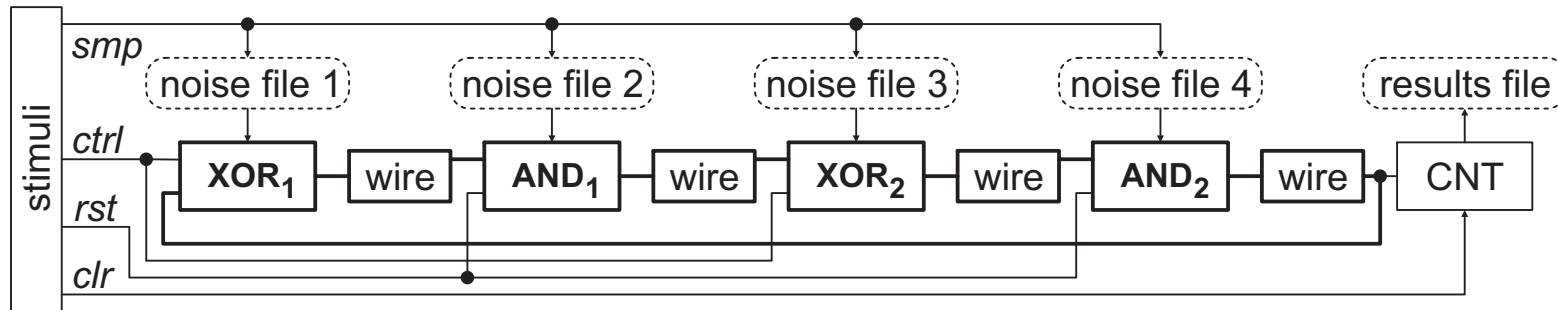 stimuli
smp
noise file 1
noise file 2
noise file 3
noise file 4
results file
ctrl
XOR1
wire
AND1
wire
XOR2
wire
AND2
wire
CNT
rst
clr